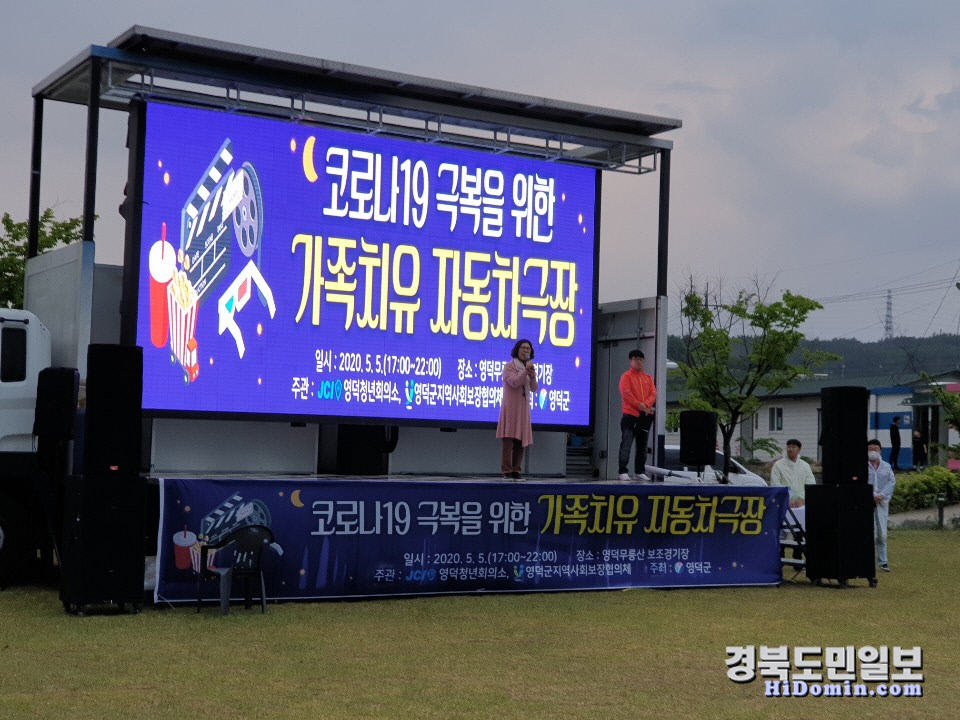 코로나19 극복을 위한
가족치유 자동차극장
일시 : 2020. 5. 5.(17:00~22:00) 장소 : 영덕무 경기장
주관 : JCI 영덕청년회의소, 영덕군지역사회보장협의체 : 영덕군
코로나19 극복을 위한 가족치유 자동차극장
일시 : 2020. 5. 5.(17:00~22:00) 장소 : 영덕무릉산 보조경기장
주관 : JCI 영덕청년회의소, 영덕군지역사회보장협의체 주최 : 영덕군
경북도민일보
HiDomin.com